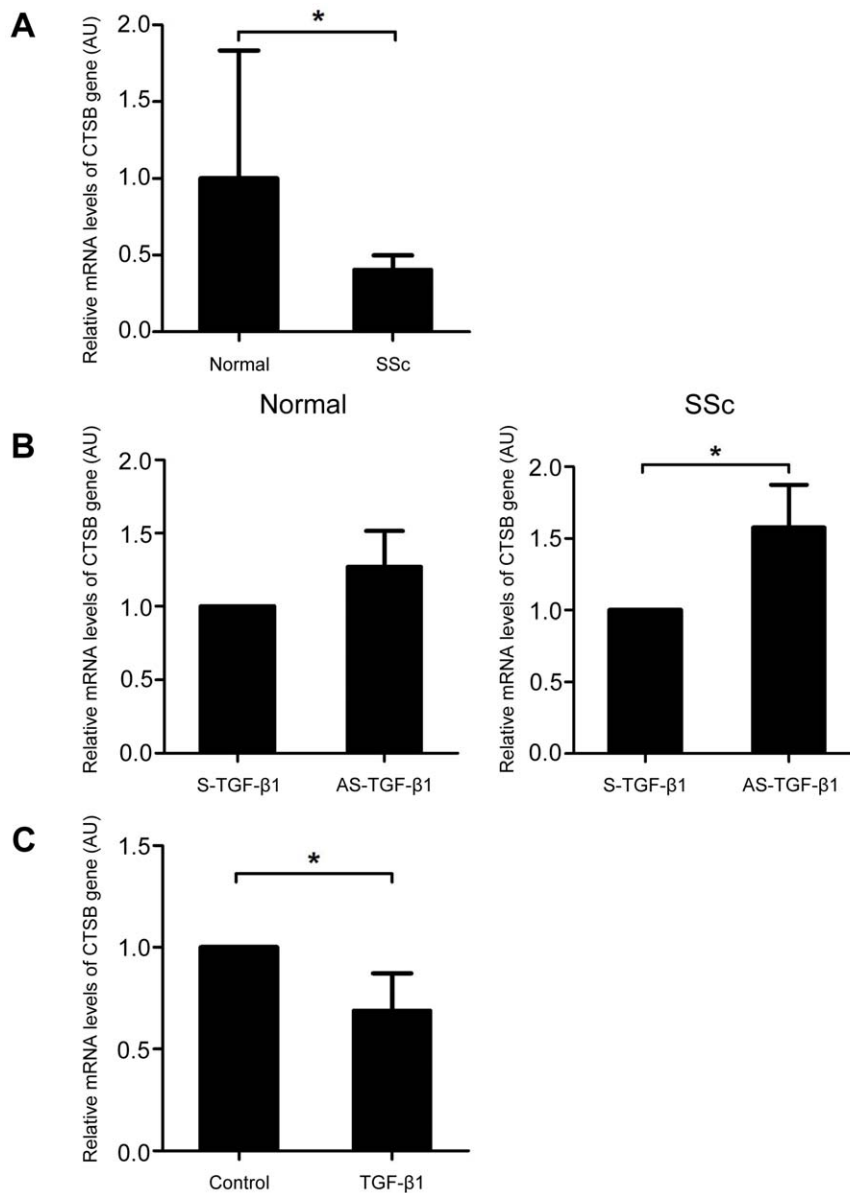 A
Relative mRNA levels of CTSB gene (AU)
2.0
1.5
1.0
0.5
0.0
*
Normal SSc
B
Normal
Relative mRNA levels of CTSB gene (AU)
2.0
1.5
1.0
0.5
0.0
S-TGF-β1 AS-TGF-β1
SSc
Relative mRNA levels of CTSB gene (AU)
2.0
1.5
1.0
0.5
0.0
*
S-TGF-β1 AS-TGF-β1
C
Relative mRNA levels of CTSB gene (AU)
1.5
1.0
0.5
0.0
*
Control TGF-β1